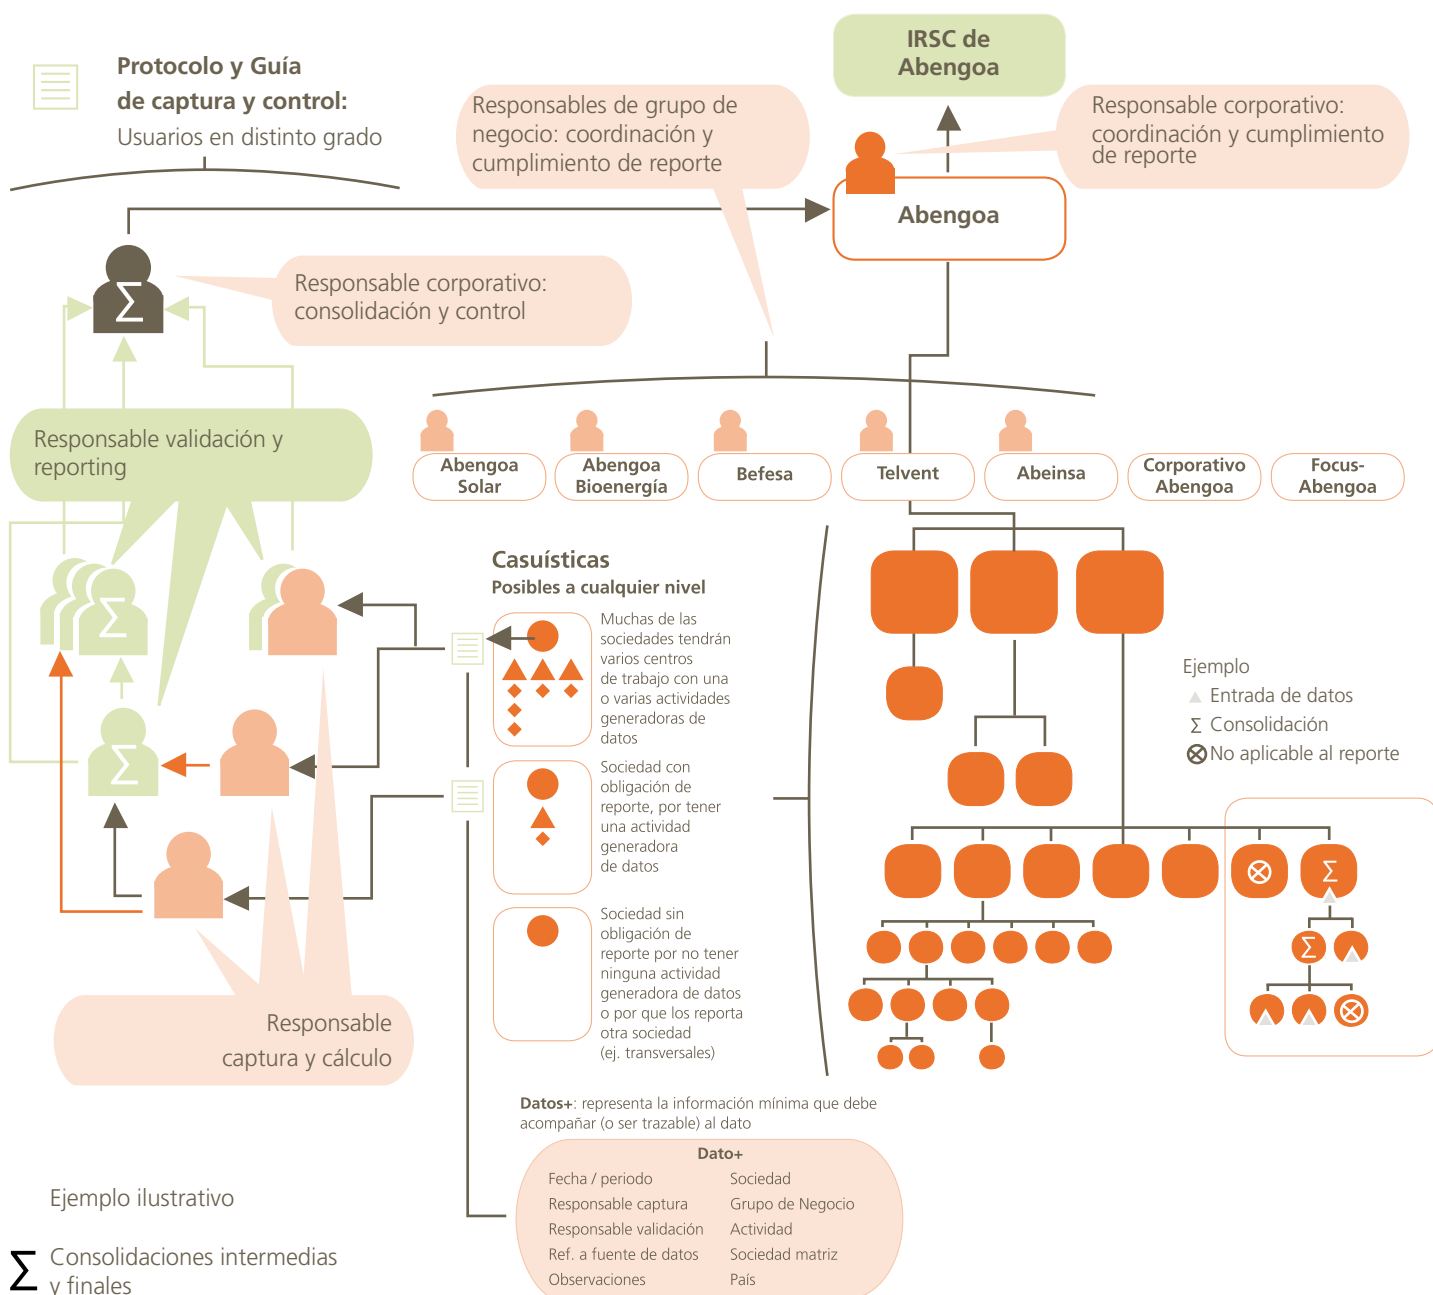 IRSC de
Abengoa
Protocolo y Guía
de captura y control:
Usuarios en distinto grado
Responsables de grupo de
negocio: coordinación y
cumplimiento de reporte
Responsable corporativo:
coordinación y cumplimiento
de reporte
Abengoa
Σ
Responsable corporativo:
consolidación y control
Responsable validación y
reporting
Abengoa
Solar
Abengoa
Bioenergía
Befesa
Telvent
Abeinsa
Corporativo
Abengoa
Focus-
Abengoa
Casuísticas
Posibles a cualquier nivel
Muchas de las
sociedades tendrán
varios centros
de trabajo con una
o varias actividades
generadoras de
datos
Σ
Σ
Sociedad con
obligación de
reporte, por tener
una actividad
generadora
de datos
Sociedad sin
obligación de
reporte por no tener
ninguna actividad
generadora de datos
o por que los reporta
otra sociedad
(ej. transversales)
Ejemplo
Entrada de datos
Σ Consolidación
No aplicable al reporte
Σ
Σ
Responsable
captura y cálculo
Datos+: representa la información mínima que debe
acompañar (o ser trazable) al dato
Dato+
Fecha / periodo
Responsable captura
Responsable validación
Ref. a fuente de datos
Observaciones
Sociedad
Grupo de Negocio
Actividad
Sociedad matriz
País
Ejemplo ilustrativo
Σ Consolidaciones intermedias
y finales